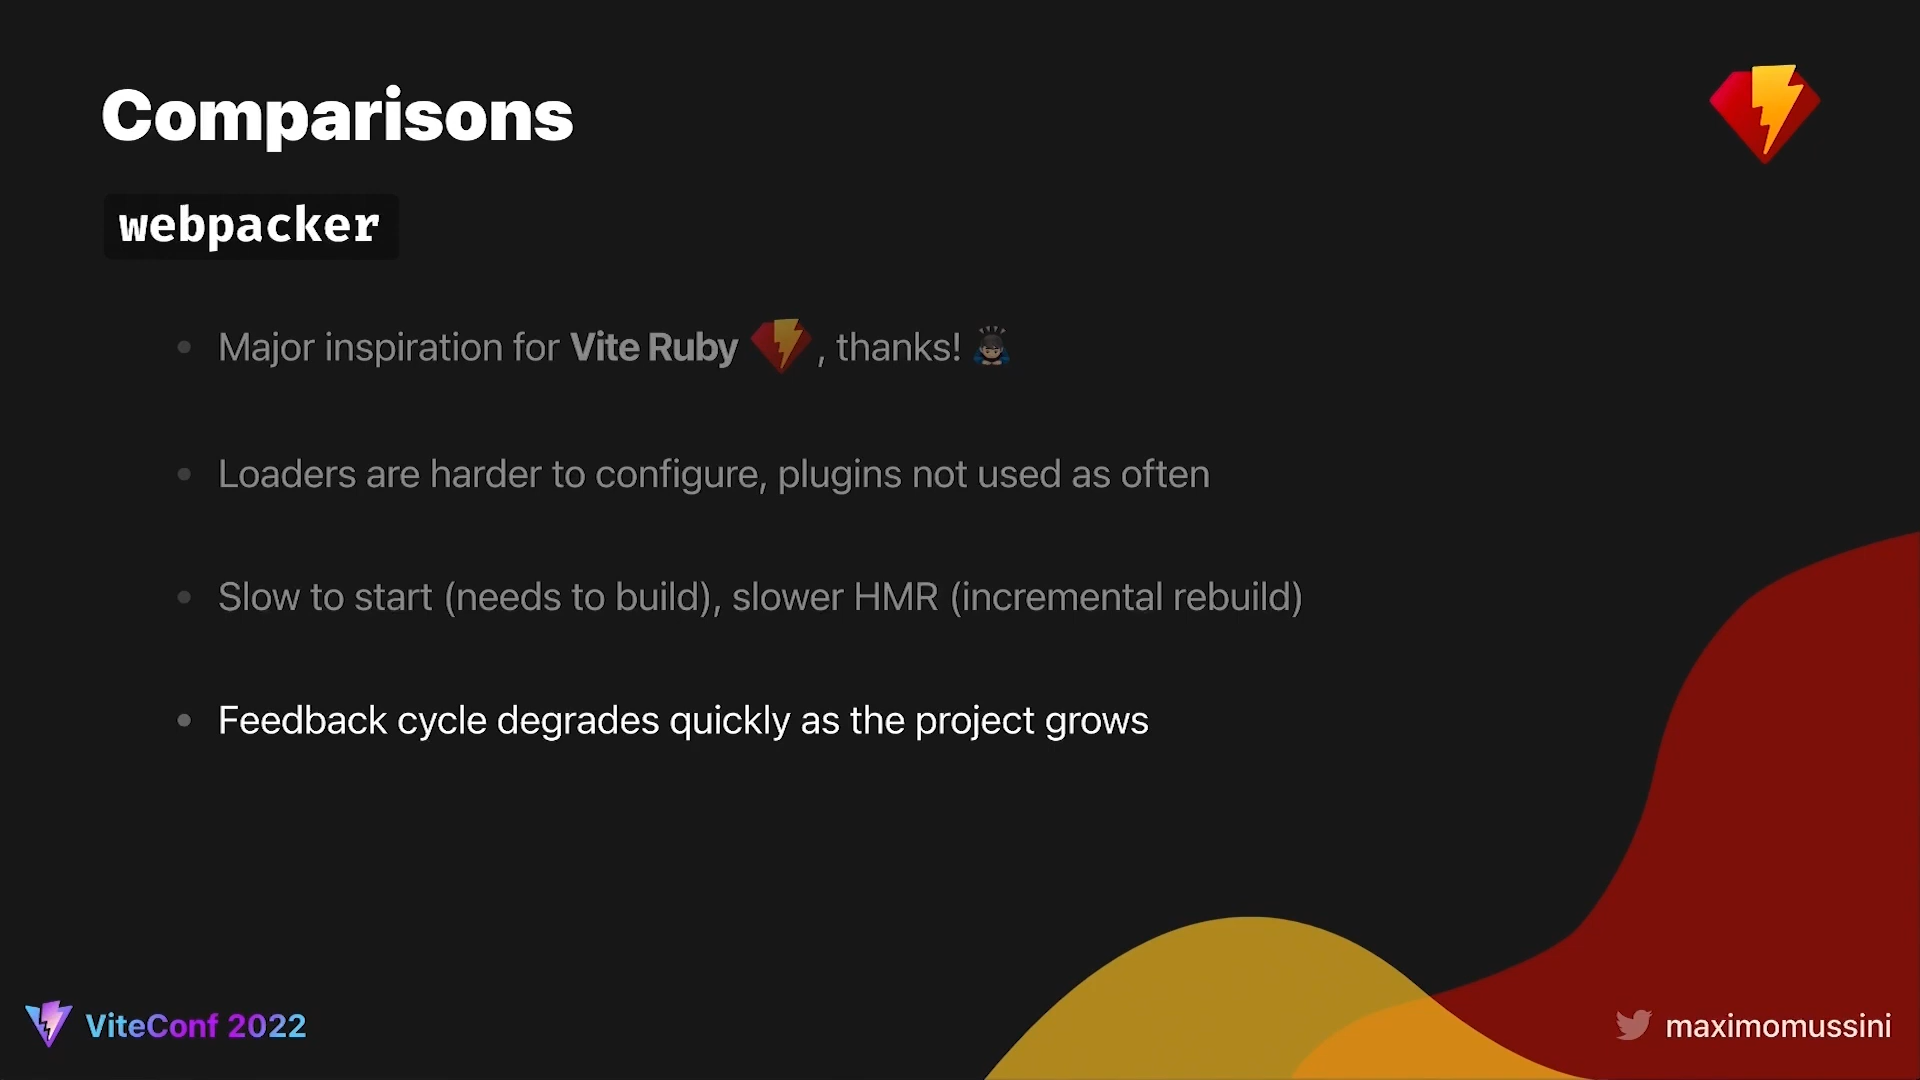 Comparisons
webpacker
Major inspiration for Vite Ruby , thanks!
Loaders are harder to configure, plugins not used as often
Slow to start (needs to build), slower HMR (incremental rebuild)
Feedback cycle degrades quickly as the project grows
ViteConf 2022
maximomussini